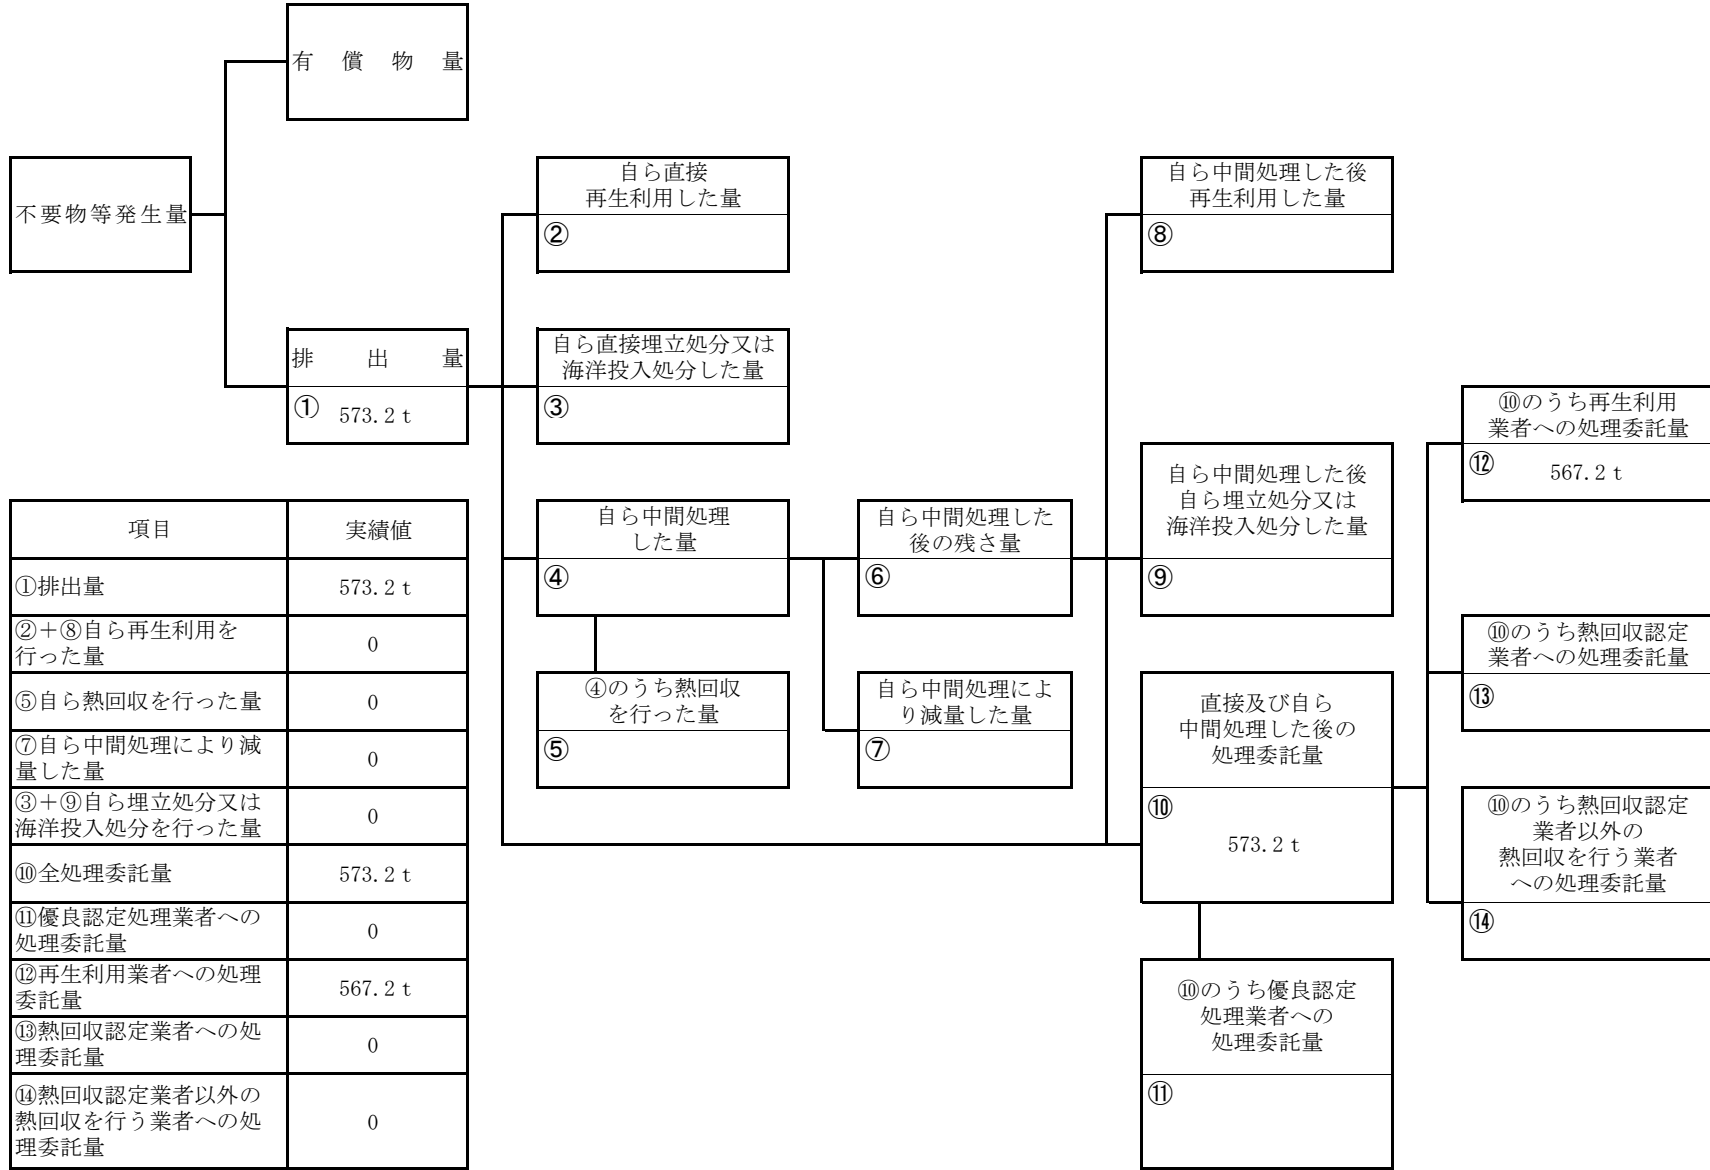 有償物量
不要物等発生量
排出量
① 573.2 t
自ら直接
再生利用した量
②
自ら直接埋立処分又は
海洋投入処分した量
③
自ら中間処理
した量
④
④のうち熱回収
を行った量
⑤
自ら中間処理した
後の残さ量
⑥
自ら中間処理によ
り減量した量
⑦
自ら中間処理した後
再生利用した量
⑧
自ら中間処理した後
自ら埋立処分又は
海洋投入処分した量
⑨
直接及び自ら
中間処理した後の
処理委託量
⑩
573.2 t
⑩のうち優良認定
処理業者への
処理委託量
⑪
⑩のうち再生利用
業者への処理委託量
⑫ 567.2 t
⑩のうち熱回収認定
業者への処理委託量
⑬
⑩のうち熱回収認定
業者以外の
熱回収を行う業者
への処理委託量
⑭
項目 実績値
①排出量 573.2 t
②+⑧自ら再生利用を
行った量 0
⑤自ら熱回収を行った量 0
⑦自ら中間処理により減
量した量 0
③+⑨自ら埋立処分又は
海洋投入処分を行った量 0
⑩全処理委託量 573.2 t
⑪優良認定処理業者への
処理委託量 0
⑫再生利用業者への処理
委託量 567.2 t
⑬熱回収認定業者への処
理委託量 0
⑭熱回収認定業者以外の
熱回収を行う業者への処
理委託量 0